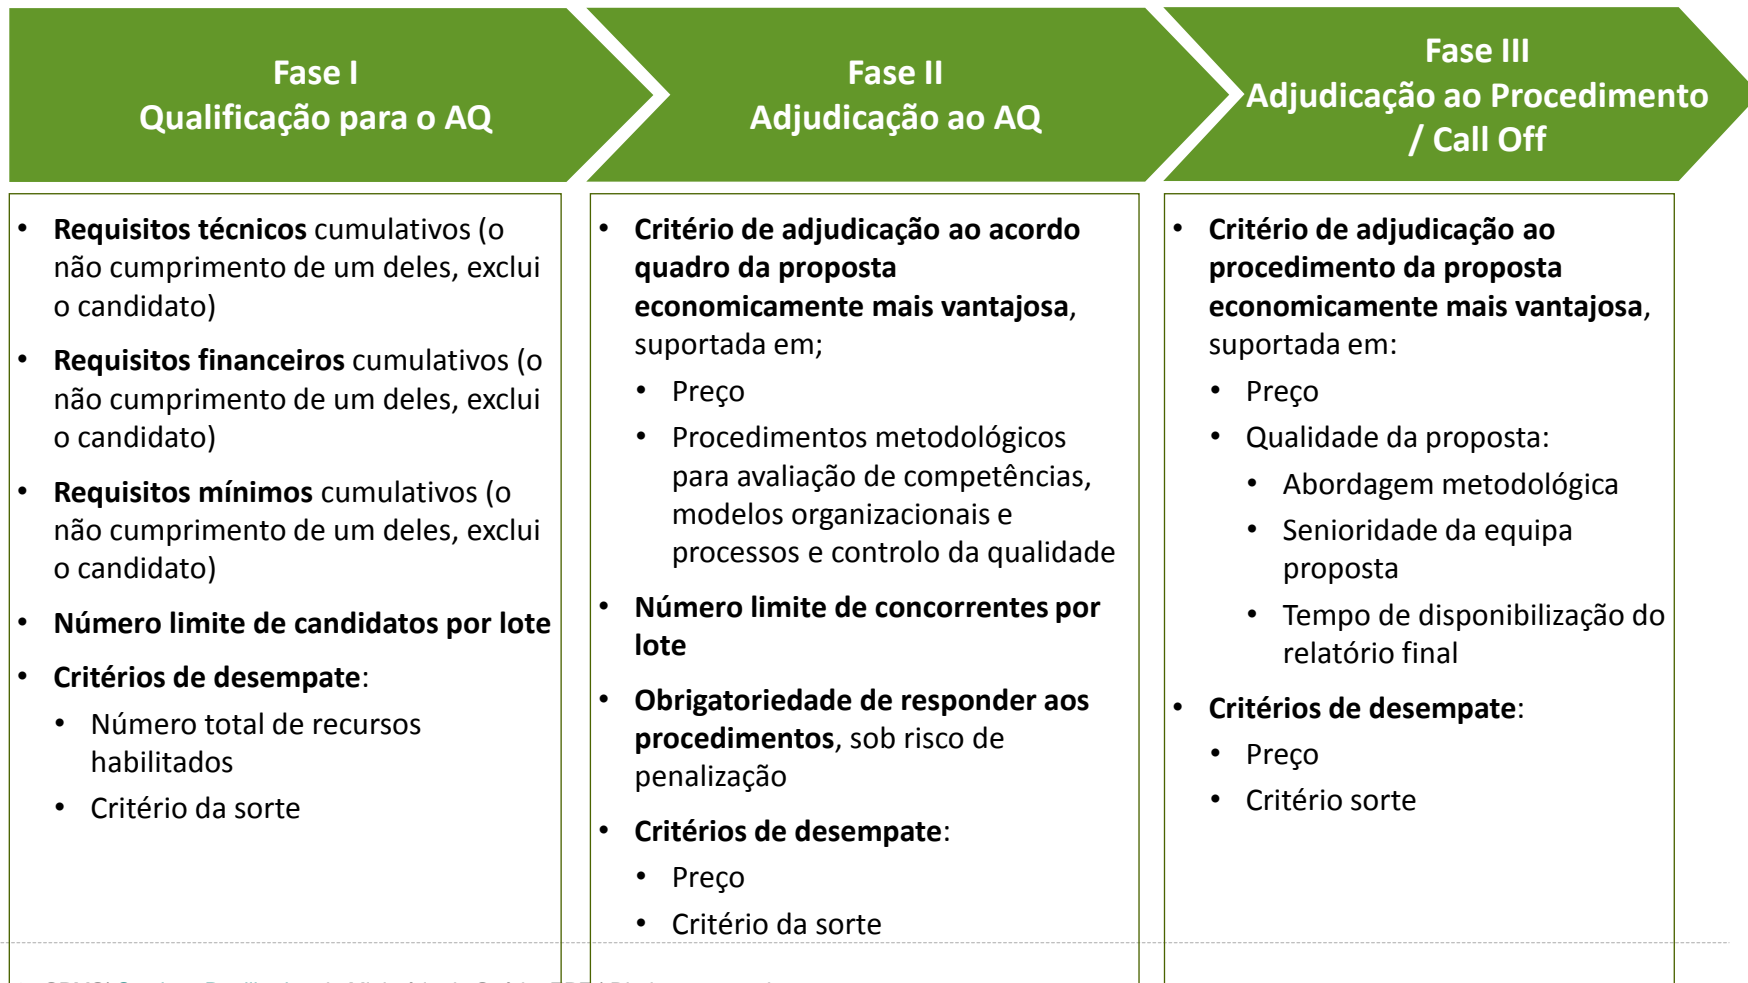 Fase I
Qualificação para o AQ
Fase II
Adjudicação ao AQ
Fase III
Adjudicação ao Procedimento
/ Call Off
• Requisitos técnicos cumulativos (o
não cumprimento de um deles, exclui
o candidato)
• Requisitos financeiros cumulativos (o
não cumprimento de um deles, exclui
o candidato)
• Requisitos mínimos cumulativos (o
não cumprimento de um deles, exclui
o candidato)
• Número limite de candidatos por lote
• Critérios de desempate:
• Número total de recursos
habilitados
• Critério da sorte
• Critério de adjudicação ao acordo
quadro da proposta
economicamente mais vantajosa,
suportada em;
• Preço
• Procedimentos metodológicos
para avaliação de competências,
modelos organizacionais e
processos e controlo da qualidade
• Número limite de concorrentes por
lote
• Obrigatoriedade de responder aos
procedimentos, sob risco de
penalização
• Critérios de desempate:
• Preço
• Critério da sorte
• Critério de adjudicação ao
procedimento da proposta
economicamente mais vantajosa,
suportada em:
• Preço
• Qualidade da proposta:
• Abordagem metodológica
• Senioridade da equipa
proposta
• Tempo de disponibilização do
relatório final
• Critérios de desempate:
• Preço
• Critério sorte